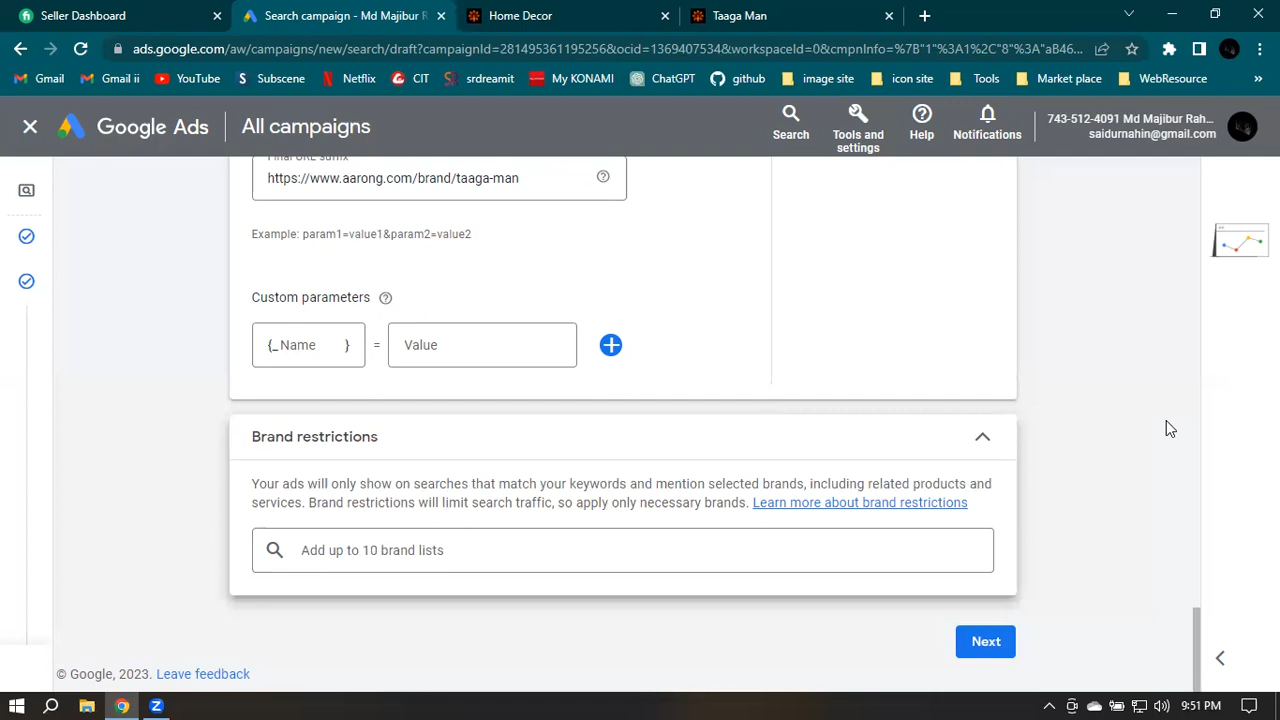 Seller Dashboard
Search campaign - Md Majibur R
Home Decor
Taaga Man
ads.google.com/aw/campaigns/new/search/draft?campaignId=281495361195256&ocid=1369407534&workspaceId=0&cmpnInfo=%7B"1"%3A1%2C"8"%3A"aB46...
Gmail
Gmail ii
YouTube
Subscene
Netflix
CIT
srdreamit
My KONAMI
ChatGPT
github
image site
icon site
Tools
Market place
WebResource
Google Ads
All campaigns
Search
Tools and
settings
Help
Notifications
743-512-4091 Md Majibur Rah...
saidurnahin@gmail.com
Final URL suffix
https://www.aarong.com/brand/taaga-man
Example: param1=value1&param2=value2
Custom parameters
{_ Name } = Value
Brand restrictions
Your ads will only show on searches that match your keywords and mention selected brands, including related products and
services. Brand restrictions will limit search traffic, so apply only necessary brands. Learn more about brand restrictions
Add up to 10 brand lists
Next
© Google, 2023. Leave feedback
9:51 PM